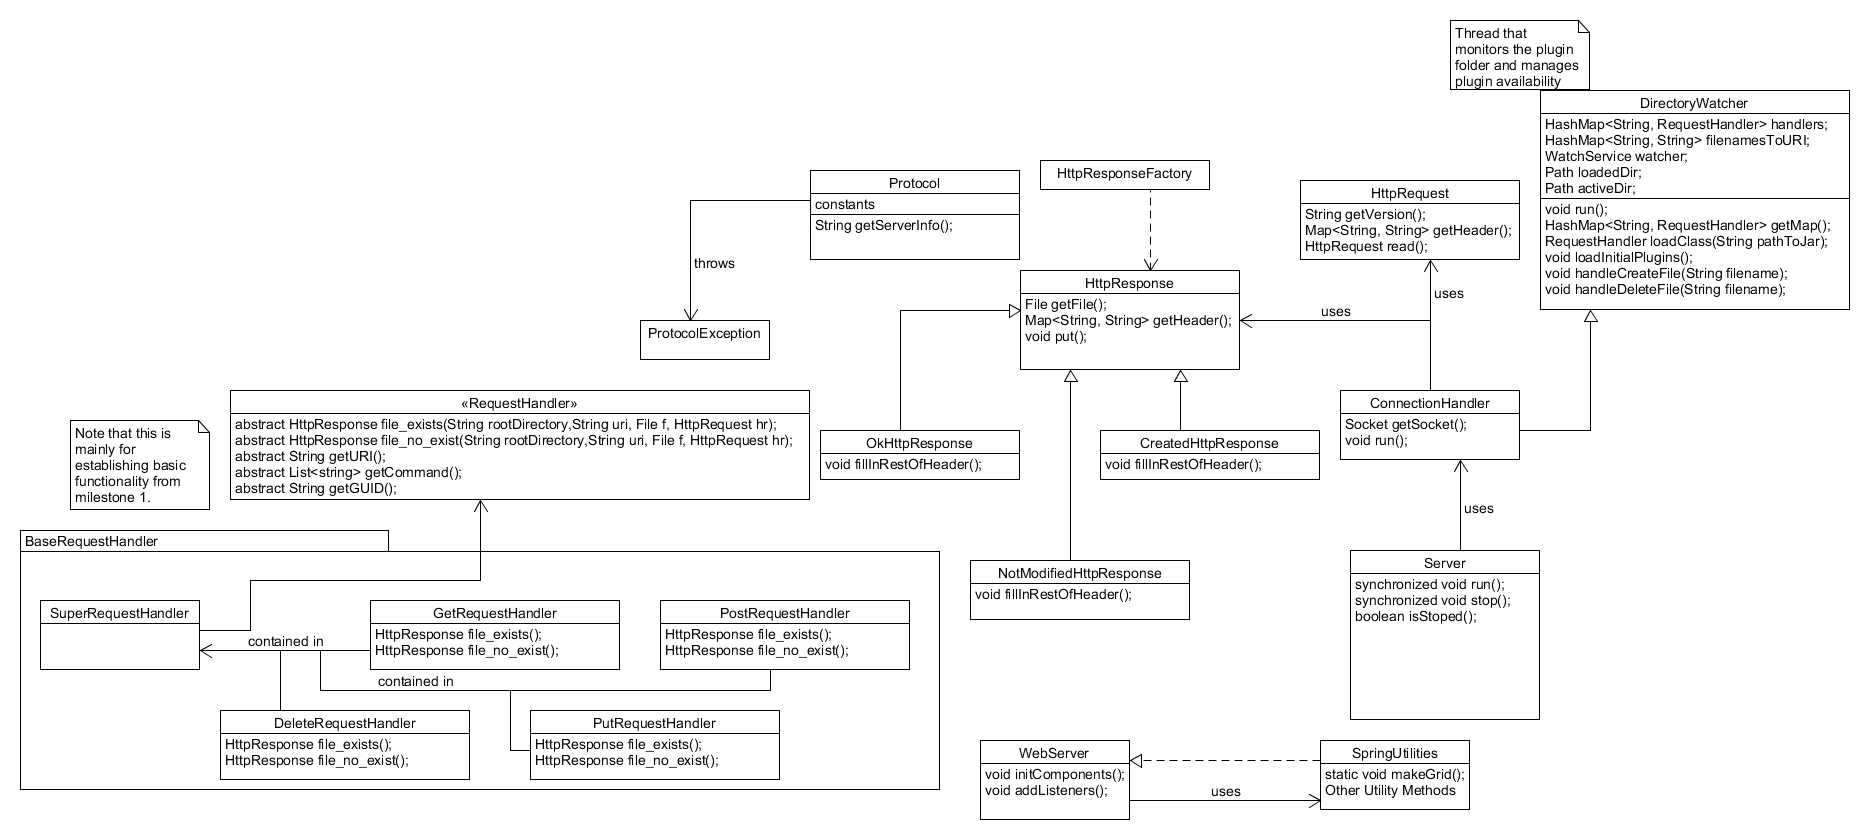 Thread that
monitors the plugin
folder and manages
plugin availability
DirectoryWatcher
HashMap<String, RequestHandler> handlers;
HashMap<String, String> filenamesToURI;
WatchService watcher;
Path loadedDir;
Path activeDir;
void run();
HashMap<String, RequestHandler> getMap();
RequestHandler loadClass(String pathToJar);
void loadInitialPlugins();
void handleCreateFile(String filename);
void handleDeleteFile(String filename);
HttpResponseFactory
Protocol
constants
String getServerInfo();
HttpRequest
String getVersion();
Map<String, String> getHeader();
HttpRequest read();
throws
ProtocolException
HttpResponse
File getFile();
Map<String, String> getHeader();
void put();
uses
uses
«RequestHandler»
abstract HttpResponse file_exists(String rootDirectory,String uri, File f, HttpRequest hr);
abstract HttpResponse file_no_exist(String rootDirectory,String uri, File f, HttpRequest hr);
abstract String getURI();
abstract List<string> getCommand();
abstract String getGUID();
Note that this is
mainly for
establishing basic
functionality from
milestone 1.
OkHttpResponse
void fillInRestOfHeader();
CreatedHttpResponse
void fillInRestOfHeader();
ConnectionHandler
Socket getSocket();
void run();
uses
BaseRequestHandler
SuperRequestHandler
GetRequestHandler
HttpResponse file_exists();
HttpResponse file_no_exist();
PostRequestHandler
HttpResponse file_exists();
HttpResponse file_no_exist();
contained in
contained in
DeleteRequestHandler
HttpResponse file_exists();
HttpResponse file_no_exist();
PutRequestHandler
HttpResponse file_exists();
HttpResponse file_no_exist();
NotModifiedHttpResponse
void fillInRestOfHeader();
Server
synchronized void run();
synchronized void stop();
boolean isStoped();
WebServer
void initComponents();
void addListeners();
uses
SpringUtilities
static void makeGrid();
Other Utility Methods